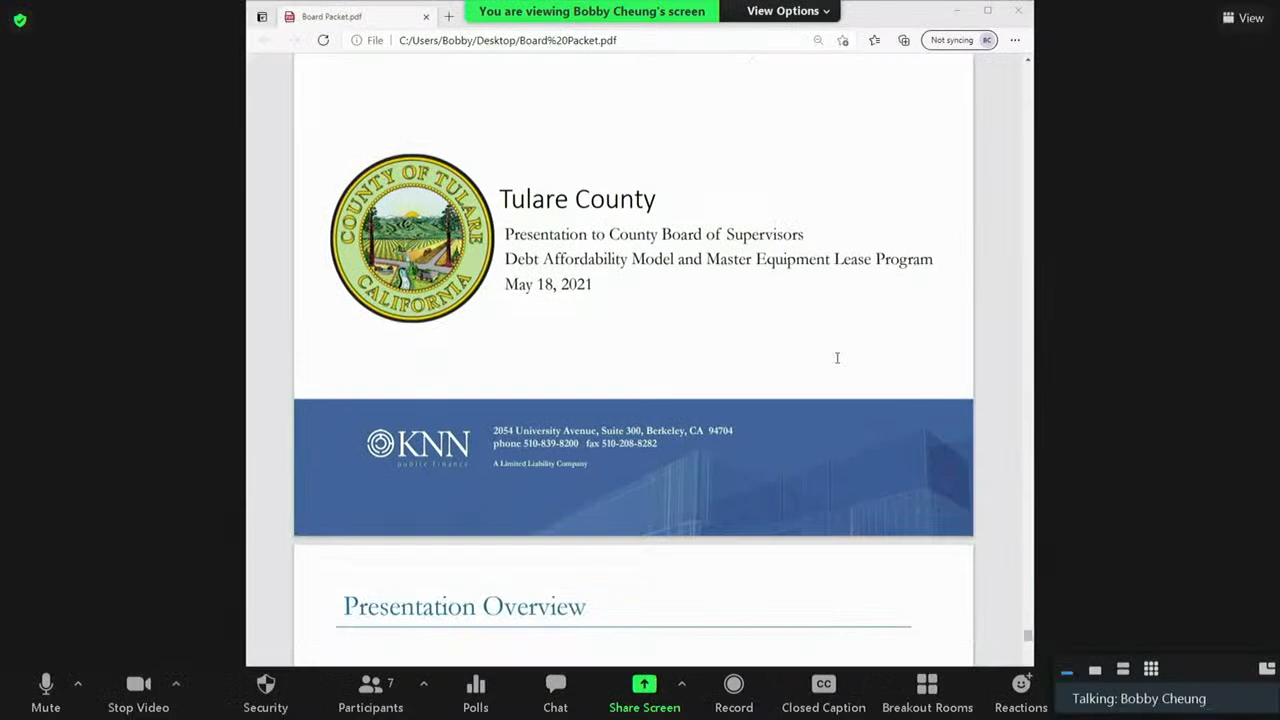 Board Packet.pdf
You are viewing Bobby Cheung's screen
View Options
View
File
C:/Users/Bobby/Desktop/Board%20Packet.pdf
Not syncing
BC
COUNTY OF TULARE
CALIFORNIA
Tulare County
Presentation to County Board of Supervisors
Debt Affordability Model and Master Equipment Lease Program
May 18, 2021
KNN
public finance
2054 University Avenue, Suite 300, Berkeley, CA 94704
phone 510-839-8200 fax 510-208-8282
A Limited Liability Company
Presentation Overview
7
CC
Mute
Stop Video
Security
Participants
Polls
Chat
Share Screen
Record
Closed Caption
Breakout Rooms
Reactions
Talking: Bobby Cheung